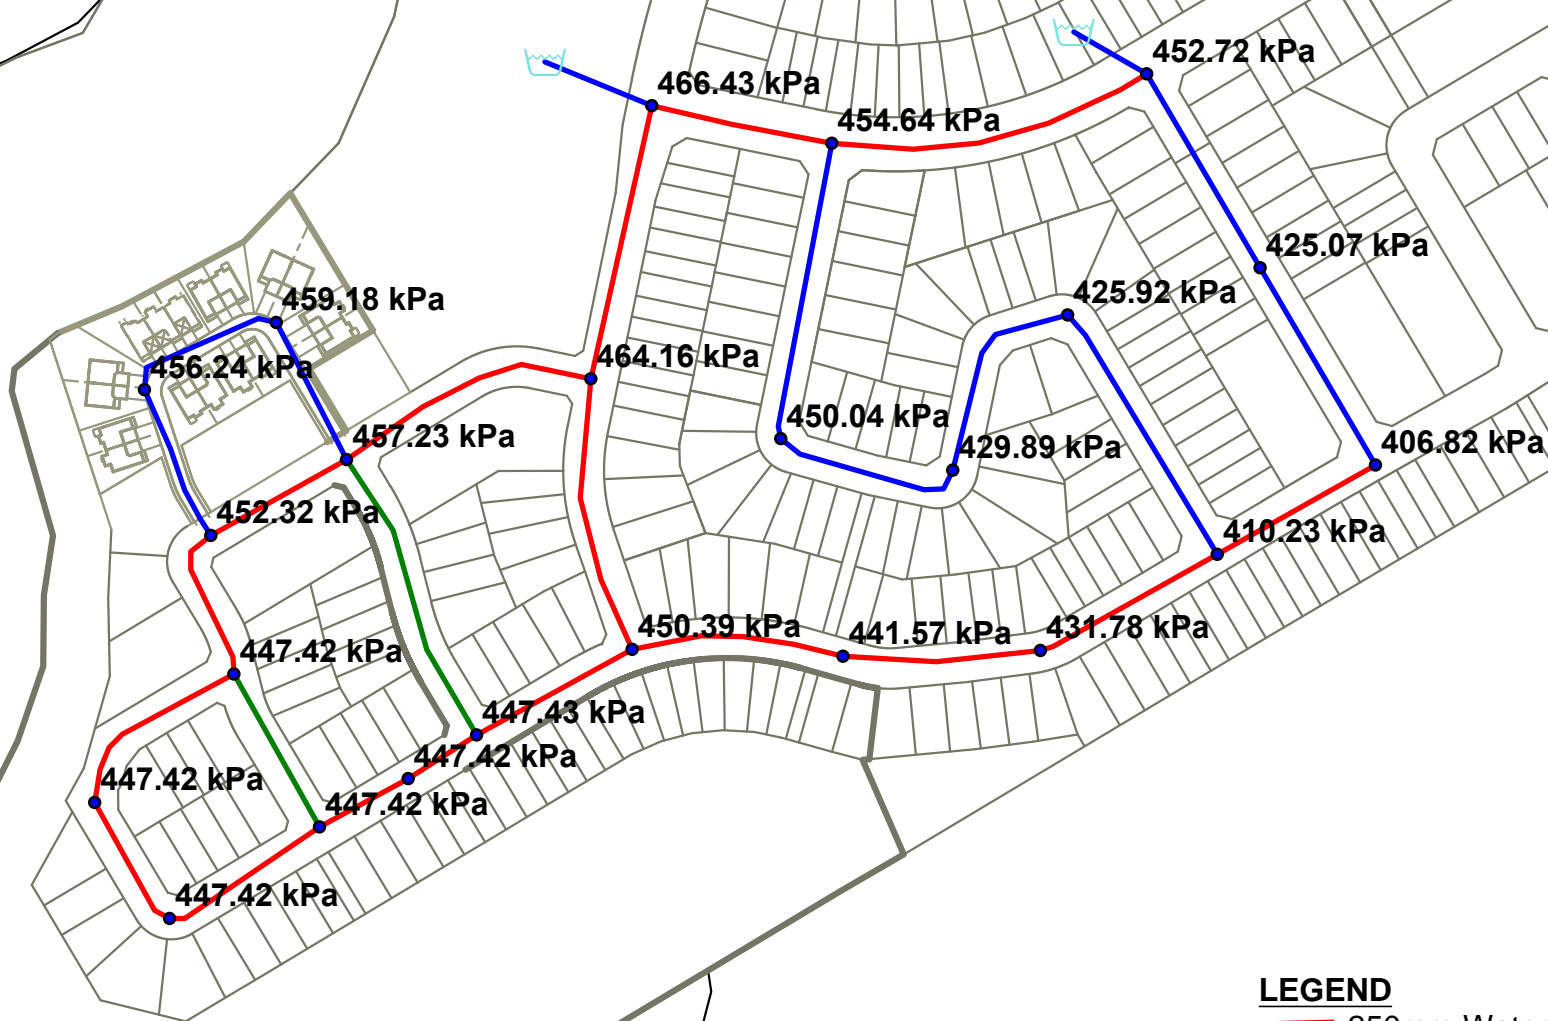 452.72 kPa
466.43 kPa
454.64 kPa
425.07 kPa
459.18 kPa
425.92 kPa
464.16 kPa
456.24 kPa
450.04 kPa
457.23 kPa
429.89 kPa
406.82 kPa
452.32 kPa
410.23 kPa
450.39 kPa
441.57 kPa
431.78 kPa
447.42 kPa
447.43 kPa
447.42 kPa
447.42 kPa
447.42 kPa
447.42 kPa
LEGEND